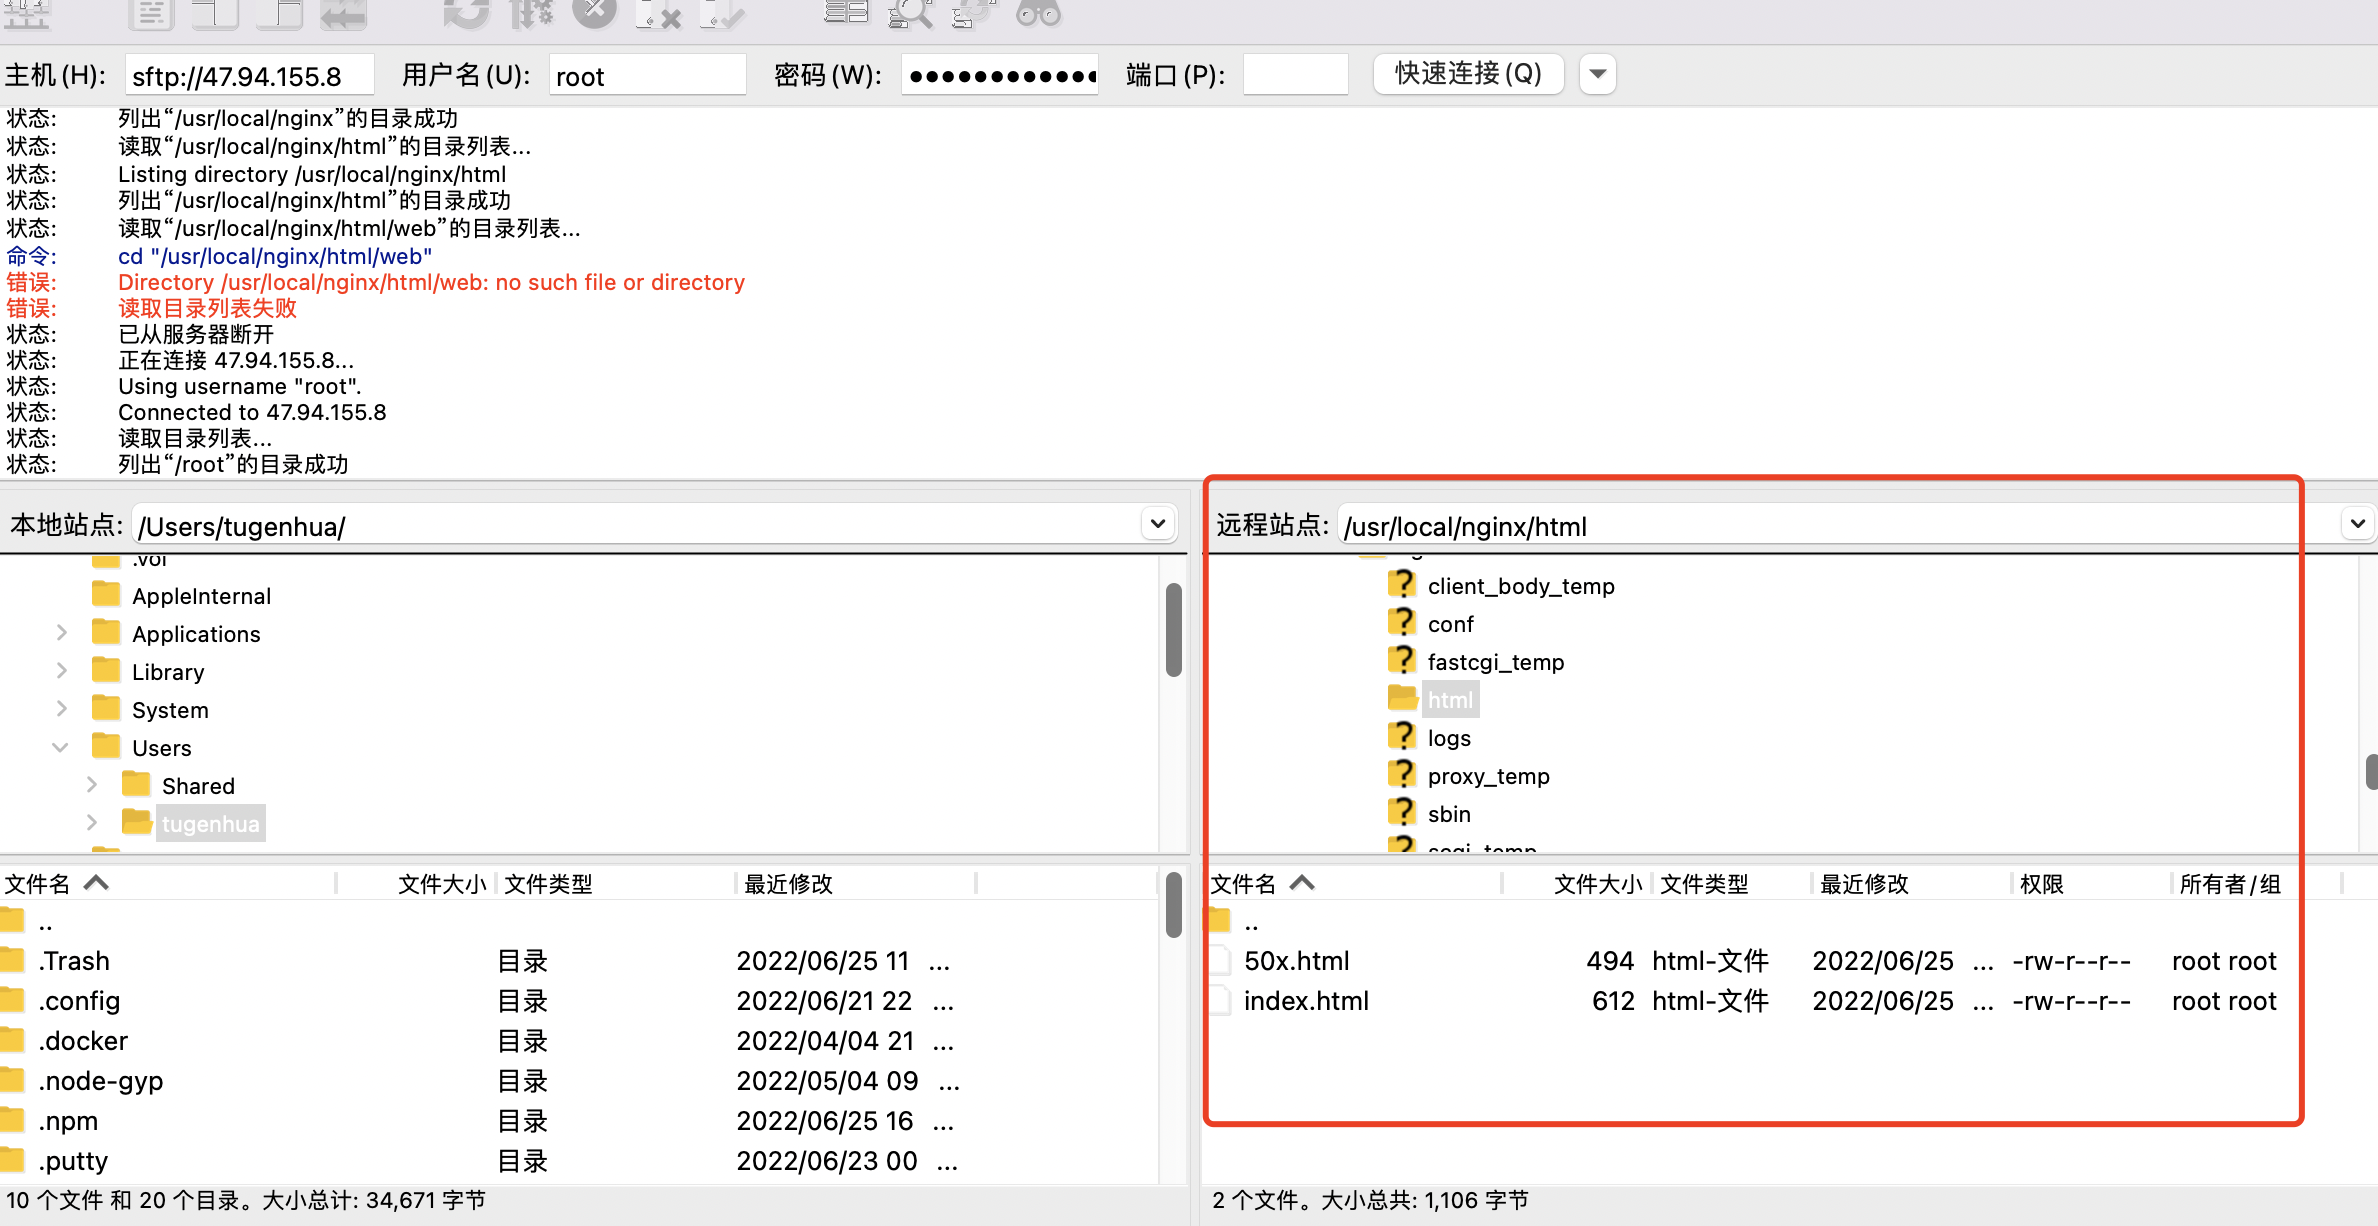 主机(H): sftp://47.94.155.8 用户名(U): root 密码(W): ●●●●●●●●●●●● 端口(P): 快速连接(Q)
状态: 列出“/usr/local/nginx”的目录成功
状态: 读取“/usr/local/nginx/html”的目录列表...
状态: Listing directory /usr/local/nginx/html
状态: 列出“/usr/local/nginx/html”的目录成功
状态: 读取“/usr/local/nginx/html/web”的目录列表...
命令: cd "/usr/local/nginx/html/web"
错误: Directory /usr/local/nginx/html/web: no such file or directory
错误: 读取目录列表失败
状态: 已从服务器断开
状态: 正在连接 47.94.155.8...
状态: Using username "root".
状态: Connected to 47.94.155.8
状态: 读取目录列表...
状态: 列出“/root”的目录成功
本地站点: /Users/tugenhua/
.vol
AppleInternal
Applications
Library
System
Users
Shared
tugenhua
文件名 文件大小 文件类型 最近修改
..
.Trash 目录 2022/06/25 11 ...
.config 目录 2022/06/21 22 ...
.docker 目录 2022/04/04 21 ...
.node-gyp 目录 2022/05/04 09 ...
.npm 目录 2022/06/25 16 ...
.putty 目录 2022/06/23 00 ...
10 个文件 和 20 个目录。大小总计: 34,671 字节
远程站点: /usr/local/nginx/html
client_body_temp
conf
fastcgi_temp
html
logs
proxy_temp
sbin
scgi_temp
文件名 文件大小 文件类型 最近修改 权限 所有者/组
..
50x.html 494 html-文件 2022/06/25 ... -rw-r--r-- root root
index.html 612 html-文件 2022/06/25 ... -rw-r--r-- root root
2 个文件。大小总共: 1,106 字节